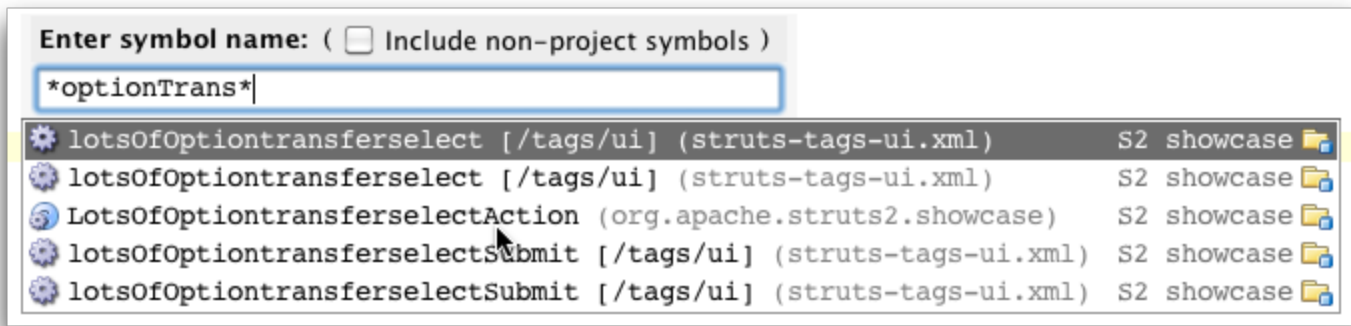 Enter symbol name: ( Include non-project symbols )
*optionTrans*
lotsOfOptiontransferselect [/tags/ui] (struts-tags-ui.xml) S2 showcase
lotsOfOptiontransferselect [/tags/ui] (struts-tags-ui.xml) S2 showcase
LotsOfOptiontransferselectAction (org.apache.struts2.showcase) S2 showcase
lotsOfOptiontransferselectSubmit [/tags/ui] (struts-tags-ui.xml) S2 showcase
lotsOfOptiontransferselectSubmit [/tags/ui] (struts-tags-ui.xml) S2 showcase